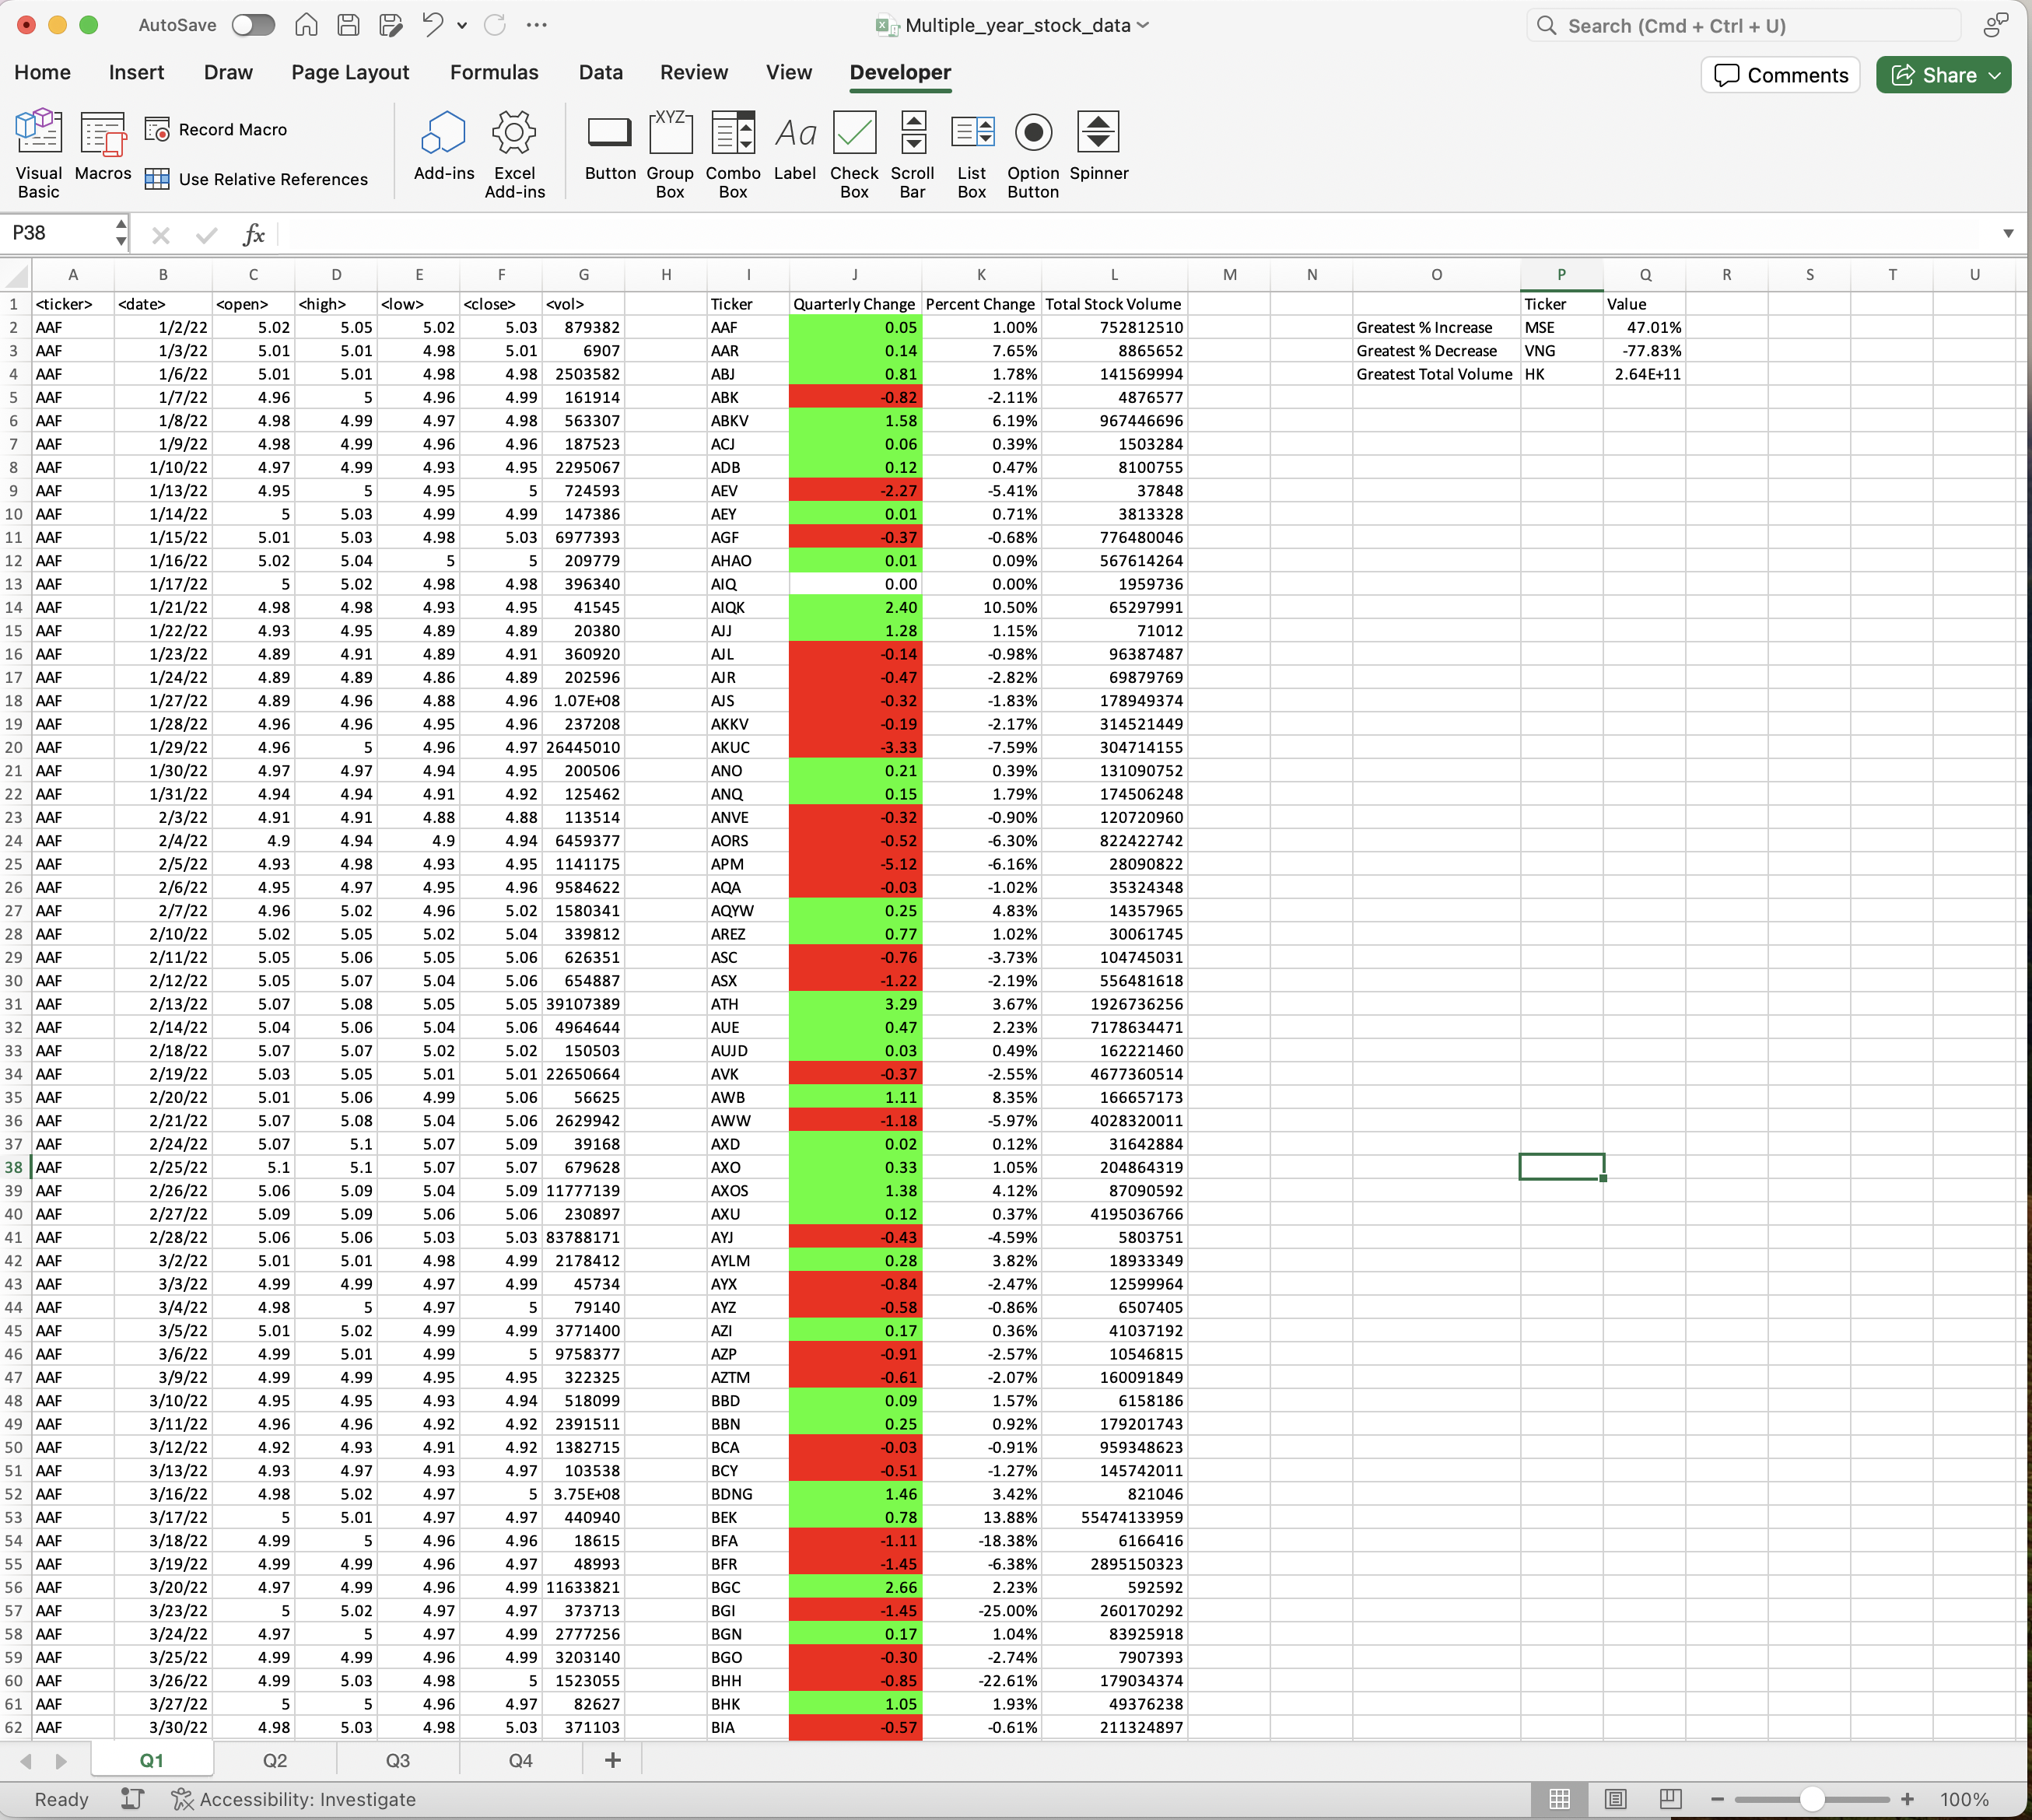 AutoSave
Multiple_year_stock_data
Search (Cmd + Ctrl + U)
Home Insert Draw Page Layout Formulas Data Review View Developer Comments Share
Visual Basic Macros Record Macro Use Relative References Add-ins Excel Add-ins Button XYZ Group Box Combo Box Aa Label Check Box Scroll Bar List Box Option Button Spinner
P38 fx
A B C D E F G H I J K L M N O P Q R S T U
1 <ticker> <date> <open> <high> <low> <close> <vol> Ticker Quarterly Change Percent Change Total Stock Volume Ticker Value
2 AAF 1/2/22 5.02 5.05 5.02 5.03 879382 AAF 0.05 1.00% 752812510 Greatest % Increase MSE 47.01%
3 AAF 1/3/22 5.01 5.01 4.98 5.01 6907 AAR 0.14 7.65% 8865652 Greatest % Decrease VNG -77.83%
4 AAF 1/6/22 5.01 5.01 4.98 4.98 2503582 ABJ 0.81 1.78% 141569994 Greatest Total Volume HK 2.64E+11
5 AAF 1/7/22 4.96 5 4.96 4.99 161914 ABK -0.82 -2.11% 4876577
6 AAF 1/8/22 4.98 4.99 4.97 4.98 563307 ABKV 1.58 6.19% 967446696
7 AAF 1/9/22 4.98 4.99 4.96 4.96 187523 ACJ 0.06 0.39% 1503284
8 AAF 1/10/22 4.97 4.99 4.93 4.95 2295067 ADB 0.12 0.47% 8100755
9 AAF 1/13/22 4.95 5 4.95 5 724593 AEV -2.27 -5.41% 37848
10 AAF 1/14/22 5 5.03 4.99 4.99 147386 AEY 0.01 0.71% 3813328
11 AAF 1/15/22 5.01 5.03 4.98 5.03 6977393 AGF -0.37 -0.68% 776480046
12 AAF 1/16/22 5.02 5.04 5 5 209779 AHAO 0.01 0.09% 567614264
13 AAF 1/17/22 5 5.02 4.98 4.98 396340 AIQ 0.00 0.00% 1959736
14 AAF 1/21/22 4.98 4.98 4.93 4.95 41545 AIQK 2.40 10.50% 65297991
15 AAF 1/22/22 4.93 4.95 4.89 4.89 20380 AJJ 1.28 1.15% 71012
16 AAF 1/23/22 4.89 4.91 4.89 4.91 360920 AJL -0.14 -0.98% 96387487
17 AAF 1/24/22 4.89 4.89 4.86 4.89 202596 AJR -0.47 -2.82% 69879769
18 AAF 1/27/22 4.89 4.96 4.88 4.96 1.07E+08 AJS -0.32 -1.83% 178949374
19 AAF 1/28/22 4.96 4.96 4.95 4.96 237208 AKKV -0.19 -2.17% 314521449
20 AAF 1/29/22 4.96 5 4.96 4.97 26445010 AKUC -3.33 -7.59% 304714155
21 AAF 1/30/22 4.97 4.97 4.94 4.95 200506 ANO 0.21 0.39% 131090752
22 AAF 1/31/22 4.94 4.94 4.91 4.92 125462 ANQ 0.15 1.79% 174506248
23 AAF 2/3/22 4.91 4.91 4.88 4.88 113514 ANVE -0.32 -0.90% 120720960
24 AAF 2/4/22 4.9 4.94 4.9 4.94 6459377 AORS -0.52 -6.30% 822422742
25 AAF 2/5/22 4.93 4.98 4.93 4.95 1141175 APM -5.12 -6.16% 28090822
26 AAF 2/6/22 4.95 4.97 4.95 4.96 9584622 AQA -0.03 -1.02% 35324348
27 AAF 2/7/22 4.96 5.02 4.96 5.02 1580341 AQYW 0.25 4.83% 14357965
28 AAF 2/10/22 5.02 5.05 5.02 5.04 339812 AREZ 0.77 1.02% 30061745
29 AAF 2/11/22 5.05 5.06 5.05 5.06 626351 ASC -0.76 -3.73% 104745031
30 AAF 2/12/22 5.05 5.07 5.04 5.06 654887 ASX -1.22 -2.19% 556481618
31 AAF 2/13/22 5.07 5.08 5.05 5.05 39107389 ATH 3.29 3.67% 1926736256
32 AAF 2/14/22 5.04 5.06 5.04 5.06 4964644 AUE 0.47 2.23% 7178634471
33 AAF 2/18/22 5.07 5.07 5.02 5.02 150503 AUJD 0.03 0.49% 162221460
34 AAF 2/19/22 5.03 5.05 5.01 5.01 22650664 AVK -0.37 -2.55% 4677360514
35 AAF 2/20/22 5.01 5.06 4.99 5.06 56625 AWB 1.11 8.35% 166657173
36 AAF 2/21/22 5.07 5.08 5.04 5.06 2629942 AWW -1.18 -5.97% 4028320011
37 AAF 2/24/22 5.07 5.1 5.07 5.09 39168 AXD 0.02 0.12% 31642884
38 AAF 2/25/22 5.1 5.1 5.07 5.07 679628 AXO 0.33 1.05% 204864319
39 AAF 2/26/22 5.06 5.09 5.04 5.09 11777139 AXOS 1.38 4.12% 87090592
40 AAF 2/27/22 5.09 5.09 5.06 5.06 230897 AXU 0.12 0.37% 4195036766
41 AAF 2/28/22 5.06 5.06 5.03 5.03 83788171 AYJ -0.43 -4.59% 5803751
42 AAF 3/2/22 5.01 5.01 4.98 4.99 2178412 AYLM 0.28 3.82% 18933349
43 AAF 3/3/22 4.99 4.99 4.97 4.99 45734 AYX -0.84 -2.47% 12599964
44 AAF 3/4/22 4.98 5 4.97 5 79140 AYZ -0.58 -0.86% 6507405
45 AAF 3/5/22 5.01 5.02 4.99 4.99 3771400 AZI 0.17 0.36% 41037192
46 AAF 3/6/22 4.99 5.01 4.99 5 9758377 AZP -0.91 -2.57% 10546815
47 AAF 3/9/22 4.99 4.99 4.95 4.95 322325 AZTM -0.61 -2.07% 160091849
48 AAF 3/10/22 4.95 4.95 4.93 4.94 518099 BBD 0.09 1.57% 6158186
49 AAF 3/11/22 4.96 4.96 4.92 4.92 2391511 BBN 0.25 0.92% 179201743
50 AAF 3/12/22 4.92 4.93 4.91 4.92 1382715 BCA -0.03 -0.91% 959348623
51 AAF 3/13/22 4.93 4.97 4.93 4.97 103538 BCY -0.51 -1.27% 145742011
52 AAF 3/16/22 4.98 5.02 4.97 5 3.75E+08 BDNG 1.46 3.42% 821046
53 AAF 3/17/22 5 5.01 4.97 4.97 440940 BEK 0.78 13.88% 55474133959
54 AAF 3/18/22 4.99 5 4.96 4.96 18615 BFA -1.11 -18.38% 6166416
55 AAF 3/19/22 4.99 4.99 4.96 4.97 48993 BFR -1.45 -6.38% 2895150323
56 AAF 3/20/22 4.97 4.99 4.96 4.99 11633821 BGC 2.66 2.23% 592592
57 AAF 3/23/22 5 5.02 4.97 4.97 373713 BGI -1.45 -25.00% 260170292
58 AAF 3/24/22 4.97 5 4.97 4.99 2777256 BGN 0.17 1.04% 83925918
59 AAF 3/25/22 4.99 4.99 4.96 4.99 3203140 BGO -0.30 -2.74% 7907393
60 AAF 3/26/22 4.99 5.03 4.98 5 1523055 BHH -0.85 -22.61% 179034374
61 AAF 3/27/22 5 5 4.96 4.97 82627 BHK 1.05 1.93% 49376238
62 AAF 3/30/22 4.98 5.03 4.98 5.03 371103 BIA -0.57 -0.61% 211324897
Q1 Q2 Q3 Q4 +
Ready Accessibility: Investigate 100%